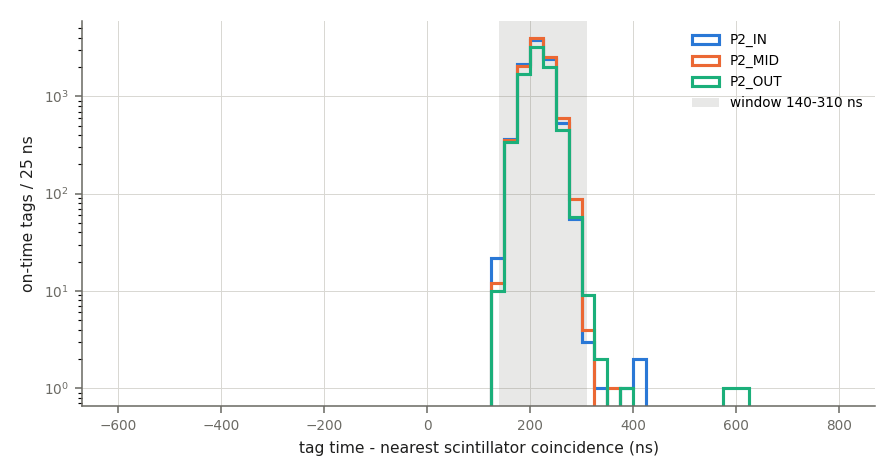 P2_IN
P2_MID
P2_OUT
window 140-310 ns
on-time tags / 25 ns
10³
10²
10¹
10⁰
−600 −400 −200 0 200 400 600 800
tag time - nearest scintillator coincidence (ns)